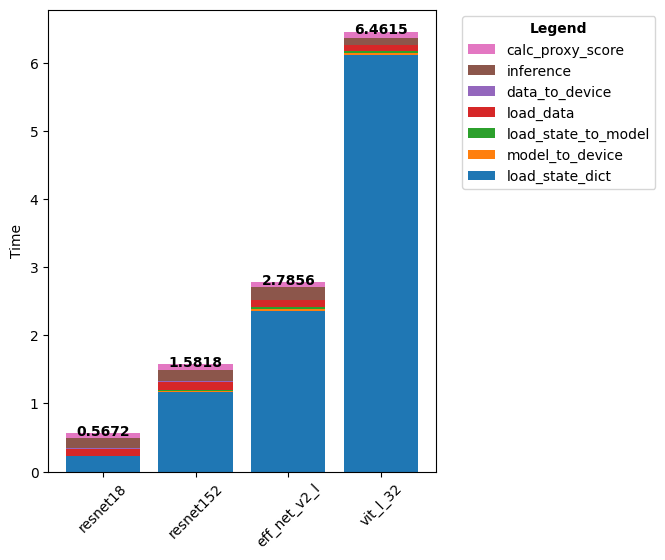 6.4615
2.7856
1.5818
0.5672
Time
6
5
4
3
2
1
0
resnet18
resnet152
eff_net_v2_l
vit_l_32
Legend
calc_proxy_score
inference
data_to_device
load_data
load_state_to_model
model_to_device
load_state_dict